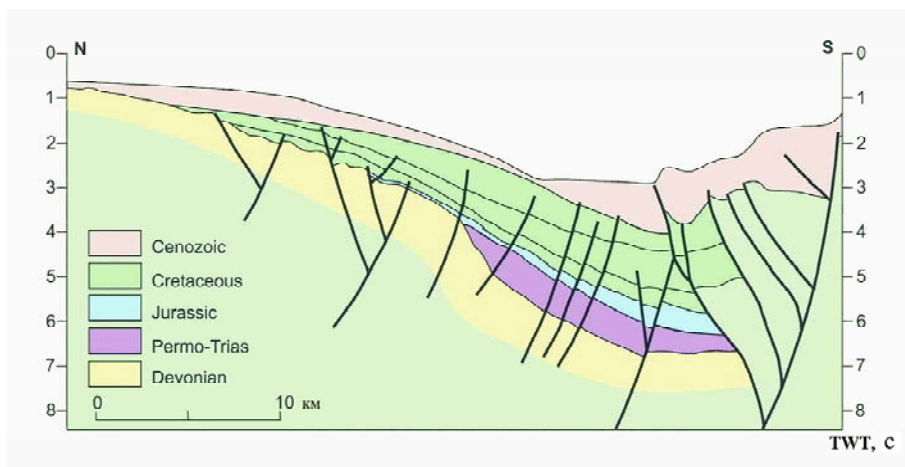 N S
0 0
1 1
2 2
3 3
4 4
5 5
6 6
7 7
8 8
Cenozoic
Cretaceous
Jurassic
Permo-Trias
Devonian
0 10 км
TWT, с